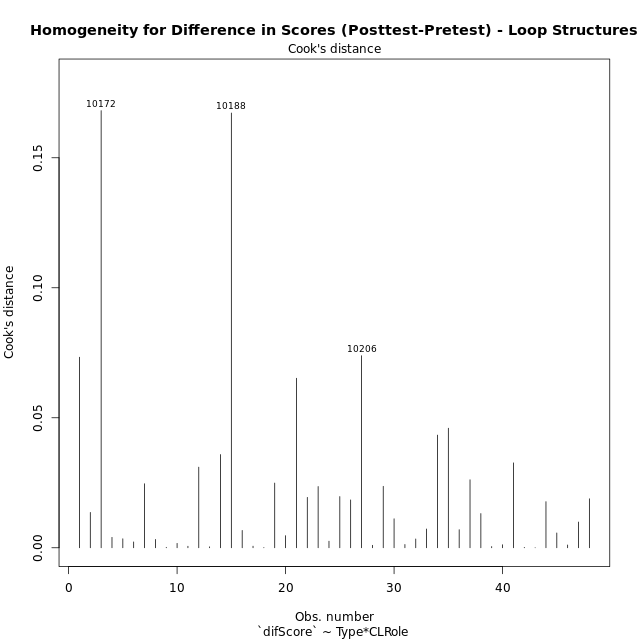 Homogeneity for Difference in Scores (Posttest-Pretest) - Loop Structures
Cook's distance
10172
10188
10206
Cook's distance
0.15
0.10
0.05
0.00
0 10 20 30 40
Obs. number
`difScore` ~ Type*CLRole